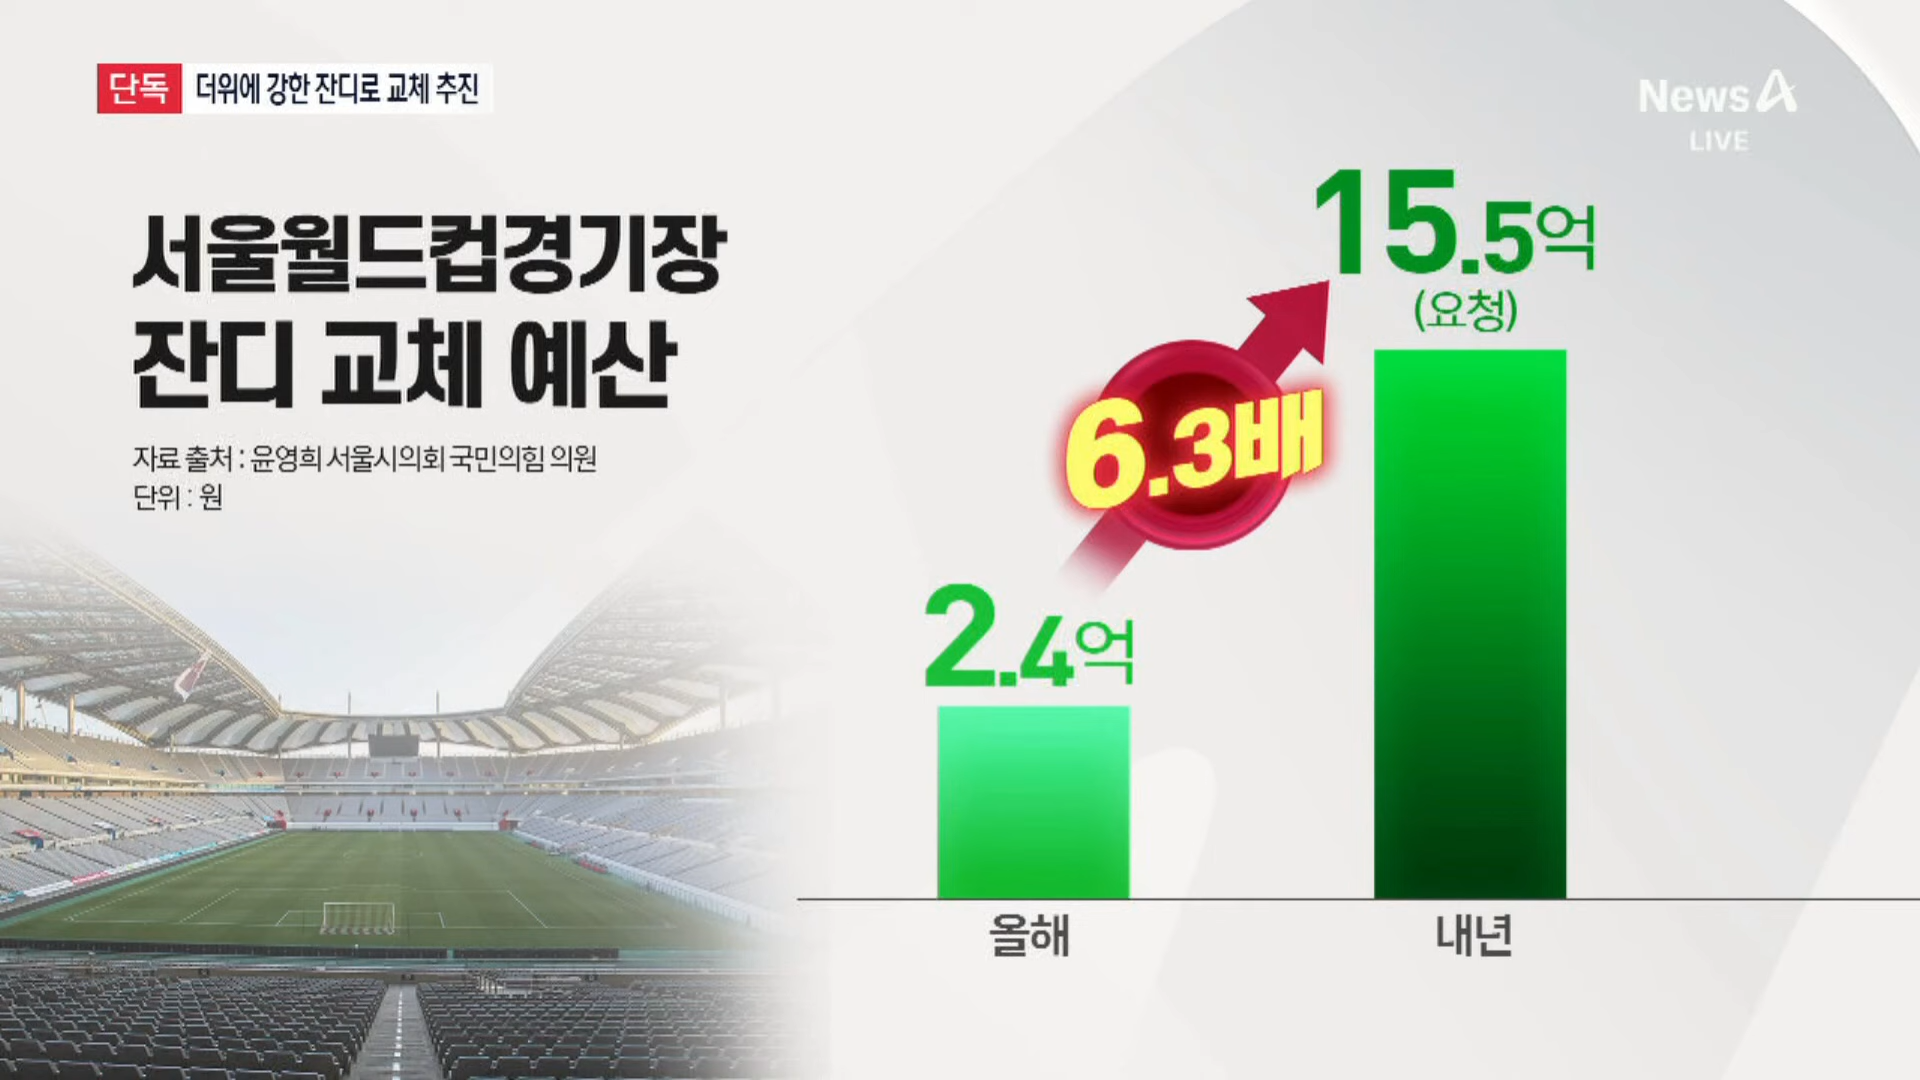 단독 더위에 강한 잔디로 교체 추진
News A
LIVE
서울월드컵경기장
잔디 교체 예산
자료 출처 : 윤영희 서울시의회 국민의힘 의원
단위 : 원
15.5억
(요청)
6.3배
2.4억
올해
내년